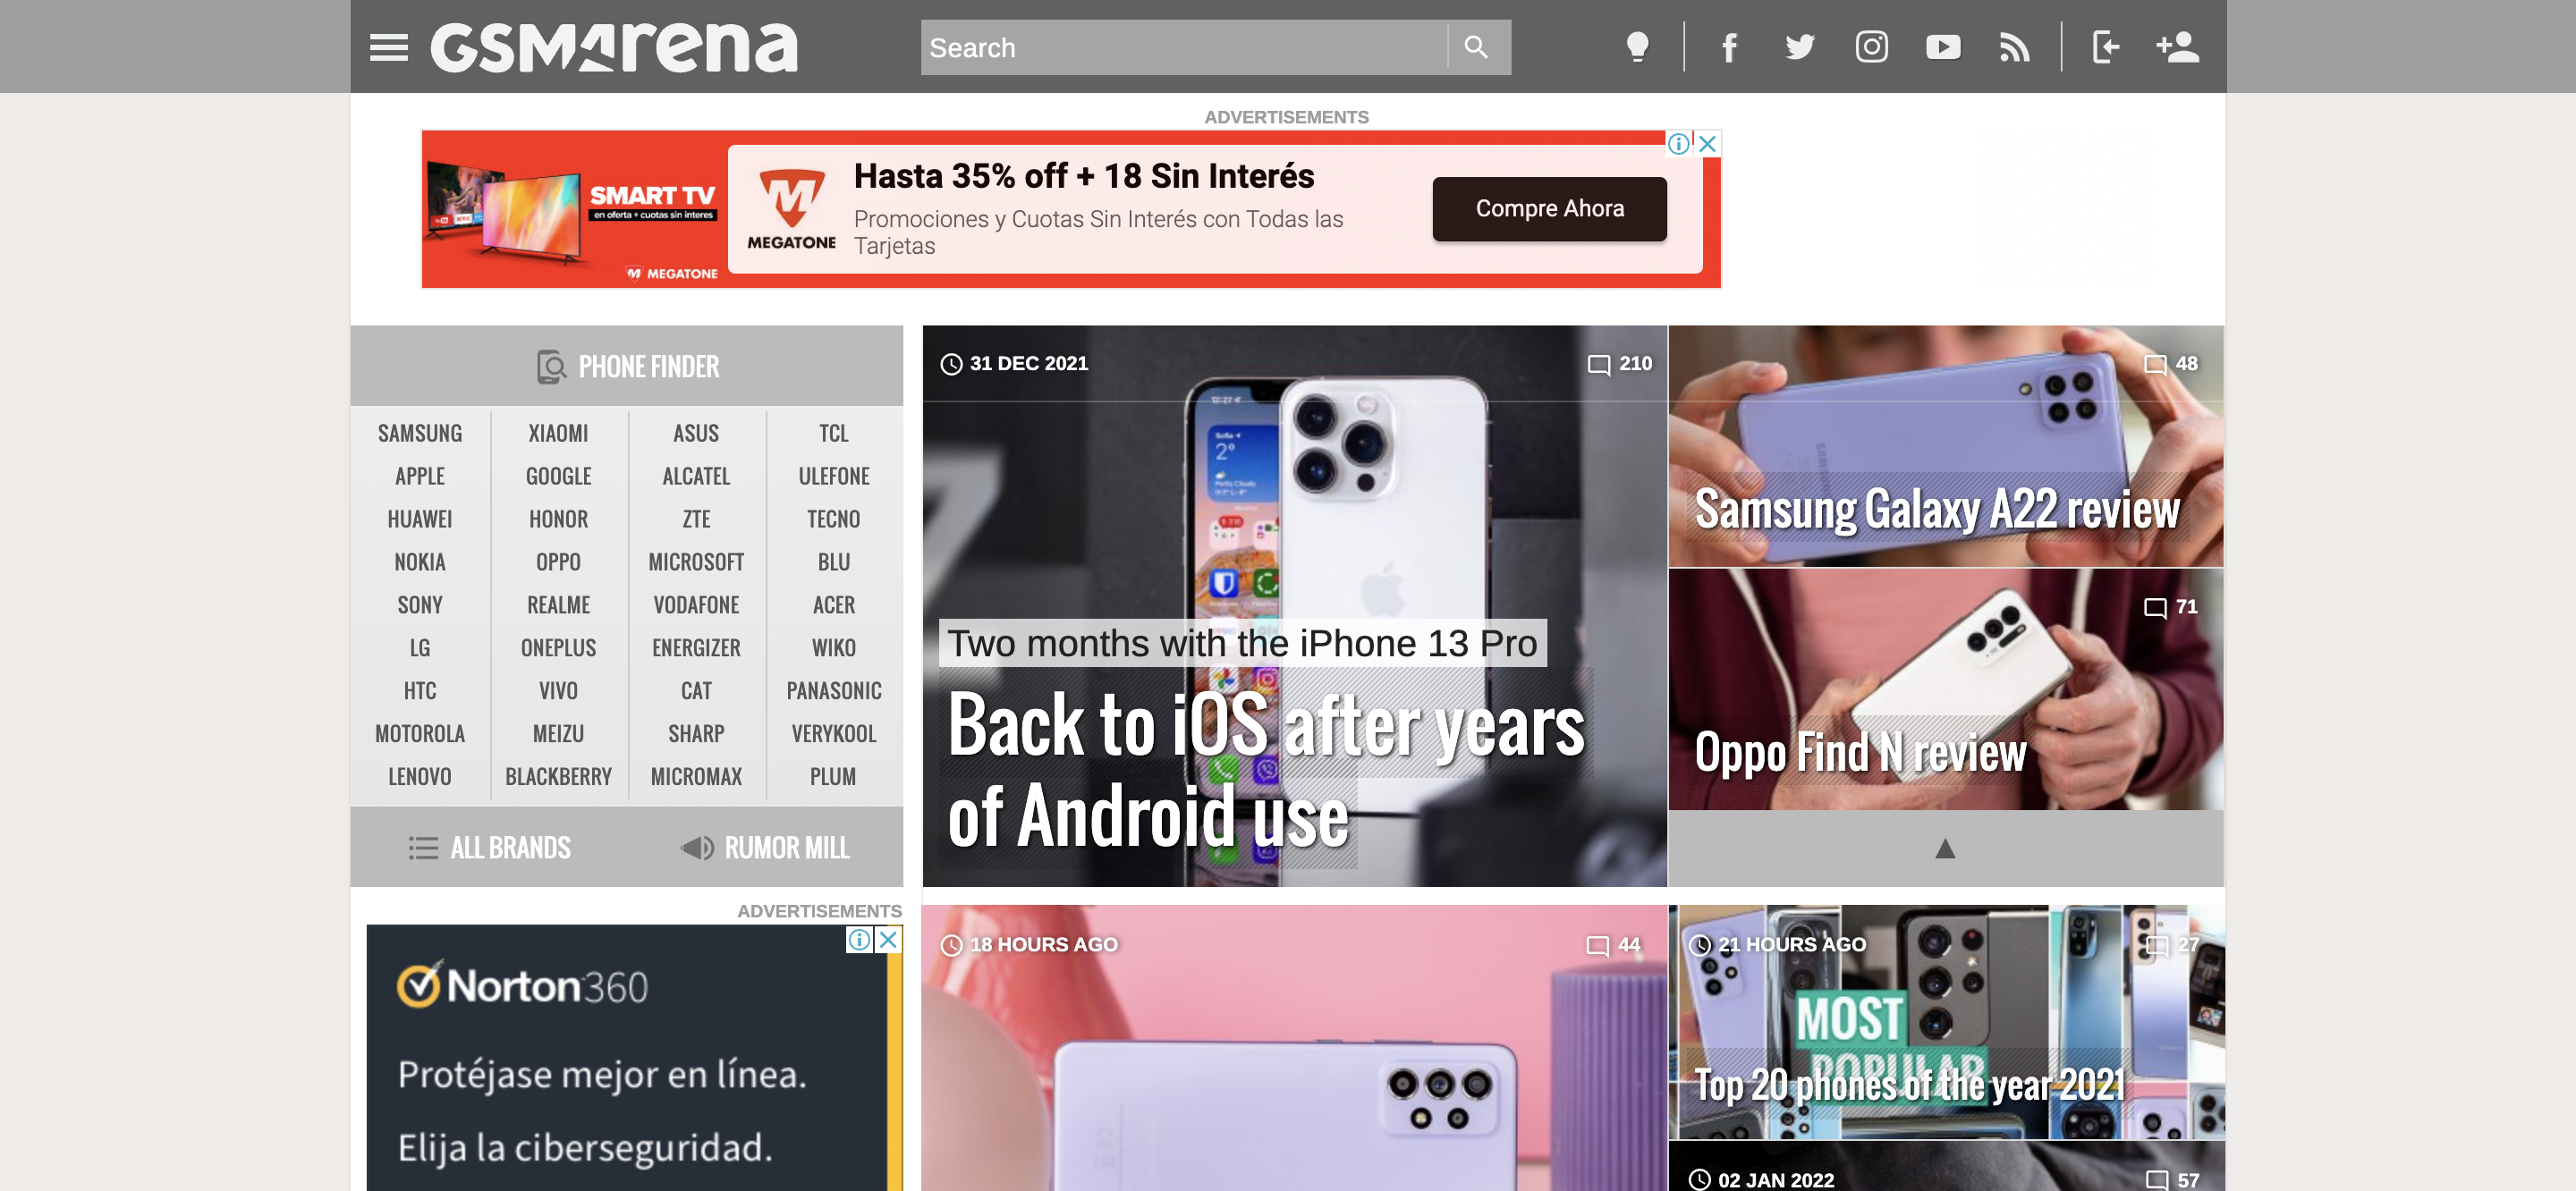 GSMArena
Search
ADVERTISEMENTS
SMART TV
en oferta + cuotas sin interes
MEGATONE
MEGATONE
Hasta 35% off + 18 Sin Interés
Promociones y Cuotas Sin Interés con Todas las
Tarjetas
Compre Ahora
PHONE FINDER
SAMSUNG XIAOMI ASUS TCL
APPLE GOOGLE ALCATEL ULEFONE
HUAWEI HONOR ZTE TECNO
NOKIA OPPO MICROSOFT BLU
SONY REALME VODAFONE ACER
LG ONEPLUS ENERGIZER WIKO
HTC VIVO CAT PANASONIC
MOTOROLA MEIZU SHARP VERYKOOL
LENOVO BLACKBERRY MICROMAX PLUM
ALL BRANDS RUMOR MILL
31 DEC 2021 210
Two months with the iPhone 13 Pro
Back to iOS after years
of Android use
48
Samsung Galaxy A22 review
71
Oppo Find N review
ADVERTISEMENTS
Norton 360
Protéjase mejor en línea.
Elija la ciberseguridad.
18 HOURS AGO 44
21 HOURS AGO 27
MOST
POPULAR
Top 20 phones of the year 2021
02 JAN 2022 57